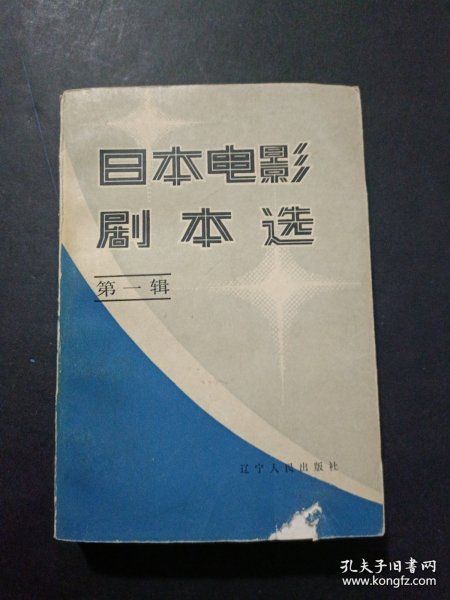 日本电影
剧本选
第一辑
辽宁人民出版社
孔夫子旧书网
www.kongfz.com